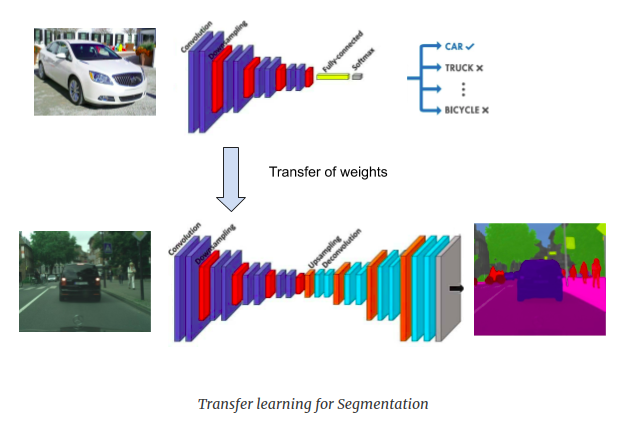 Convolution
Downsampling
Fully-connected
Softmax
CAR ✓
TRUCK ×
⋮
BICYCLE ×
Transfer of weights
Convolution
Downsampling
Upsampling
Deconvolution
Transfer learning for Segmentation